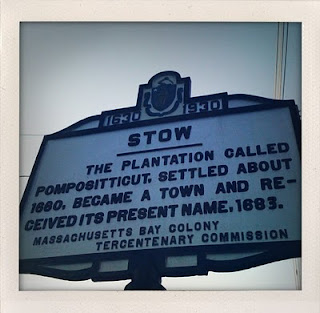 1630 1930
STOW
THE PLANTATION CALLED
POMPOSITTICUT, SETTLED ABOUT
1660, BECAME A TOWN AND RE-
CEIVED ITS PRESENT NAME, 1683.
MASSACHUSETTS BAY COLONY
TERCENTENARY COMMISSION